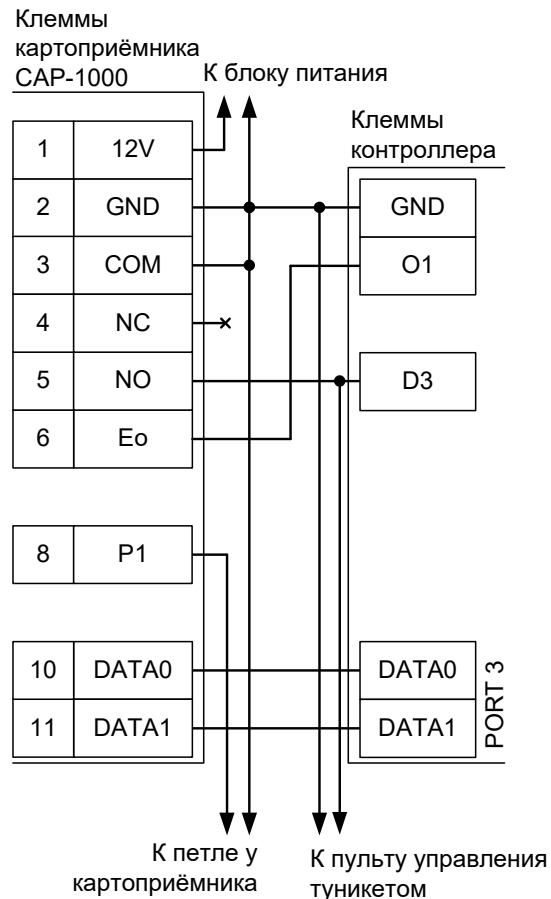 Клеммы
картоприёмника
CAP-1000
К блоку питания
Клеммы
контроллера
1 12V
2 GND
3 COM
4 NC
5 NO
6 Eo
8 P1
10 DATA0
11 DATA1
GND
O1
D3
DATA0
DATA1
PORT 3
К петле у
картоприёмника
К пульту управления
туникетом